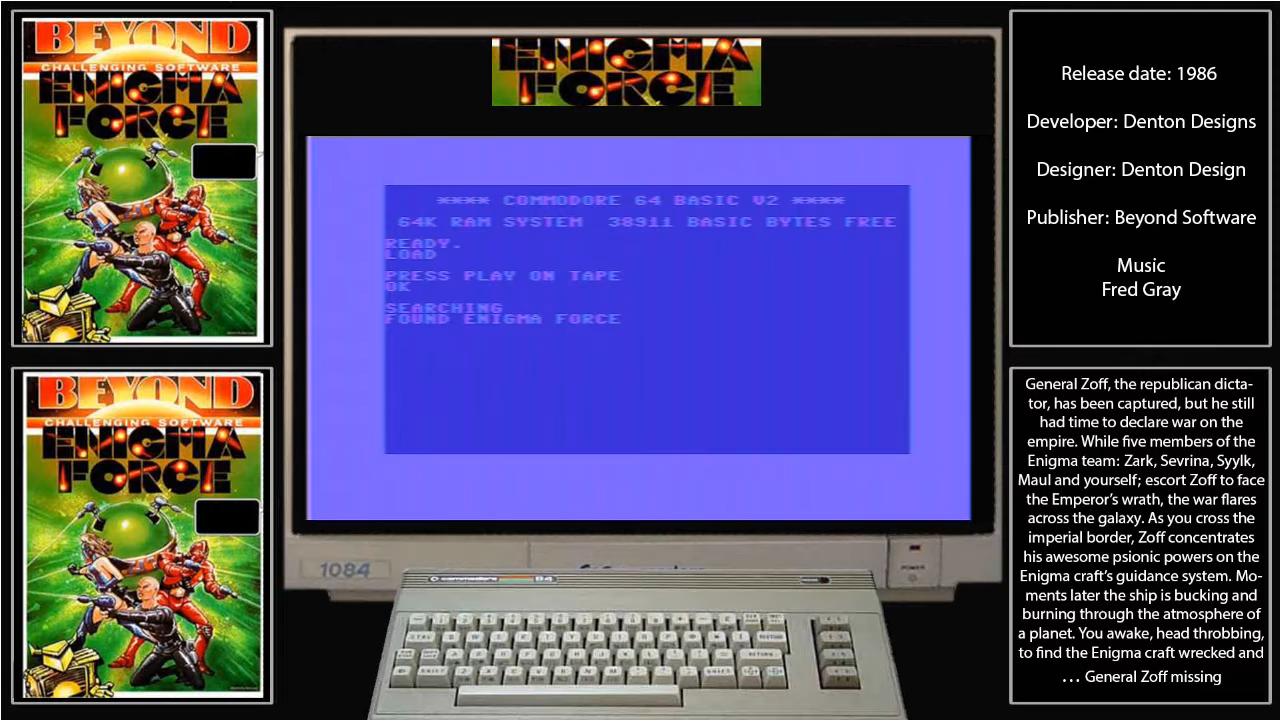 BEYOND
CHALLENGING SOFTWARE
ENIGMA
FORCE
BEYOND
CHALLENGING SOFTWARE
ENIGMA
FORCE
ENIGMA
FORCE
**** COMMODORE 64 BASIC V2 ****
64K RAM SYSTEM 38911 BASIC BYTES FREE
READY.
LOAD
PRESS PLAY ON TAPE
OK
SEARCHING
FOUND ENIGMA FORCE
1084
POWER
commodore 64
Release date: 1986
Developer: Denton Designs
Designer: Denton Design
Publisher: Beyond Software
Music
Fred Gray
General Zoff, the republican dicta-
tor, has been captured, but he still
had time to declare war on the
empire. While five members of the
Enigma team: Zark, Sevrina, Syylk,
Maul and yourself; escort Zoff to face
the Emperor's wrath, the war flares
across the galaxy. As you cross the
imperial border, Zoff concentrates
his awesome psionic powers on the
Enigma craft's guidance system. Mo-
ments later the ship is bucking and
burning through the atmosphere of
a planet. You awake, head throbbing,
to find the Enigma craft wrecked and
... General Zoff missing